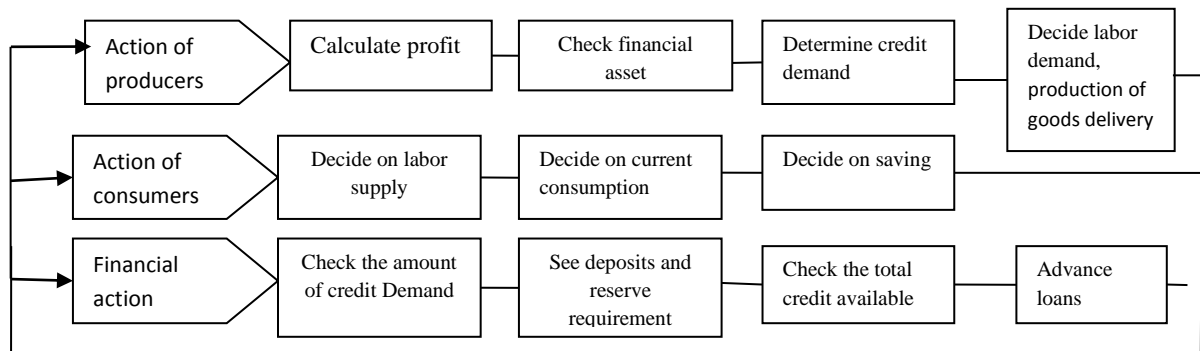 Action of
producers
Calculate profit
Check financial
asset
Determine credit
demand
Decide labor
demand,
production of
goods delivery
Action of
consumers
Decide on labor
supply
Decide on current
consumption
Decide on saving
Financial
action
Check the amount
of credit Demand
See deposits and
reserve
requirement
Check the total
credit available
Advance
loans